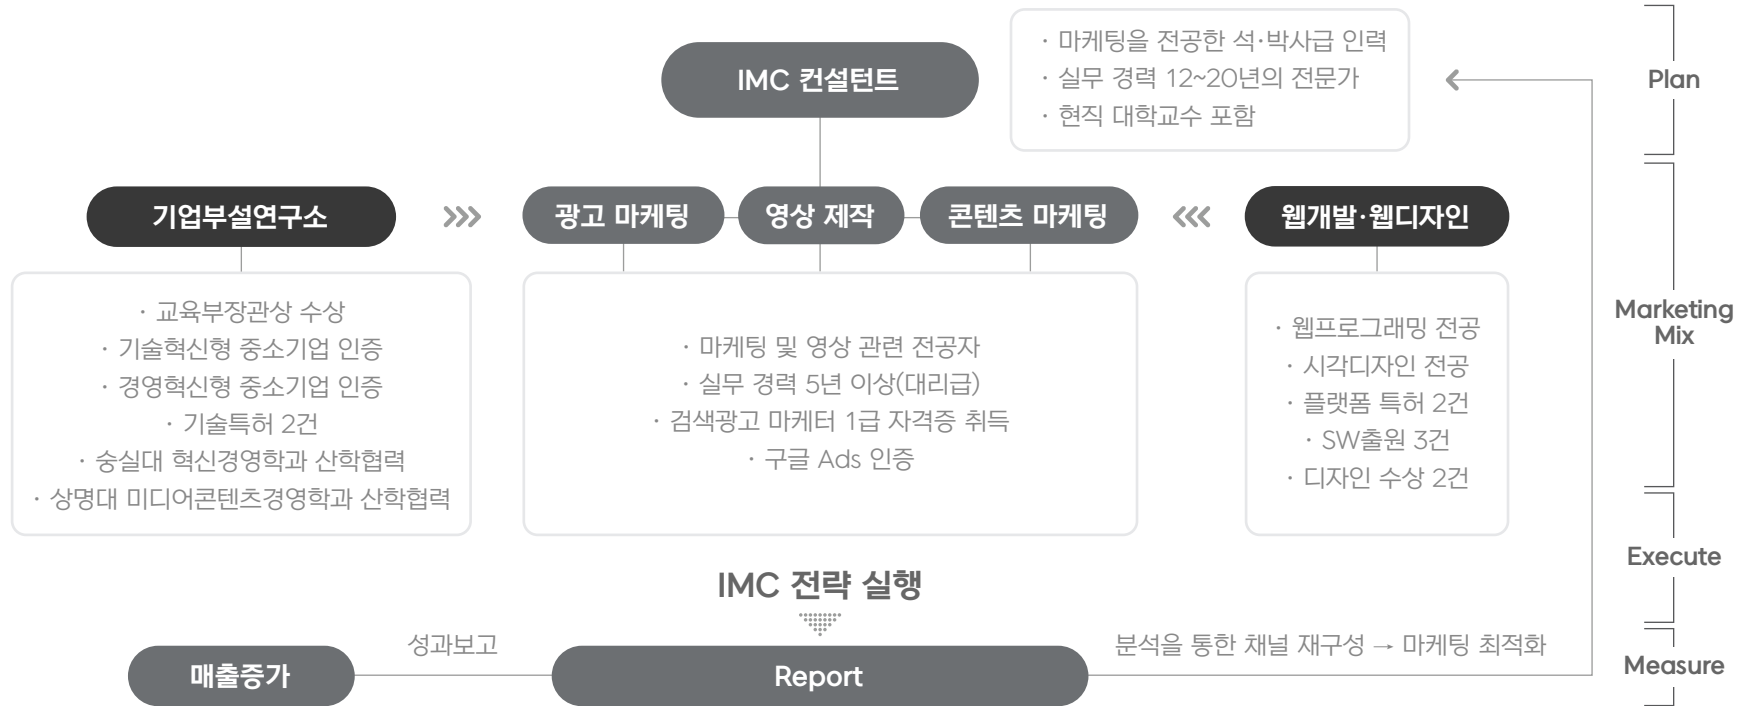 IMC 컨설턴트
· 마케팅을 전공한 석·박사급 인력
· 실무 경력 12~20년의 전문가
· 현직 대학교수 포함
Plan
기업부설연구소
광고 마케팅
영상 제작
콘텐츠 마케팅
웹개발·웹디자인
· 교육부장관상 수상
· 기술혁신형 중소기업 인증
· 경영혁신형 중소기업 인증
· 기술특허 2건
· 숭실대 혁신경영학과 산학협력
· 상명대 미디어콘텐츠경영학과 산학협력
· 마케팅 및 영상 관련 전공자
· 실무 경력 5년 이상(대리급)
· 검색광고 마케터 1급 자격증 취득
· 구글 Ads 인증
· 웹프로그래밍 전공
· 시각디자인 전공
· 플랫폼 특허 2건
· SW출원 3건
· 디자인 수상 2건
Marketing
Mix
IMC 전략 실행
Execute
매출증가
성과보고
Report
분석을 통한 채널 재구성 → 마케팅 최적화
Measure